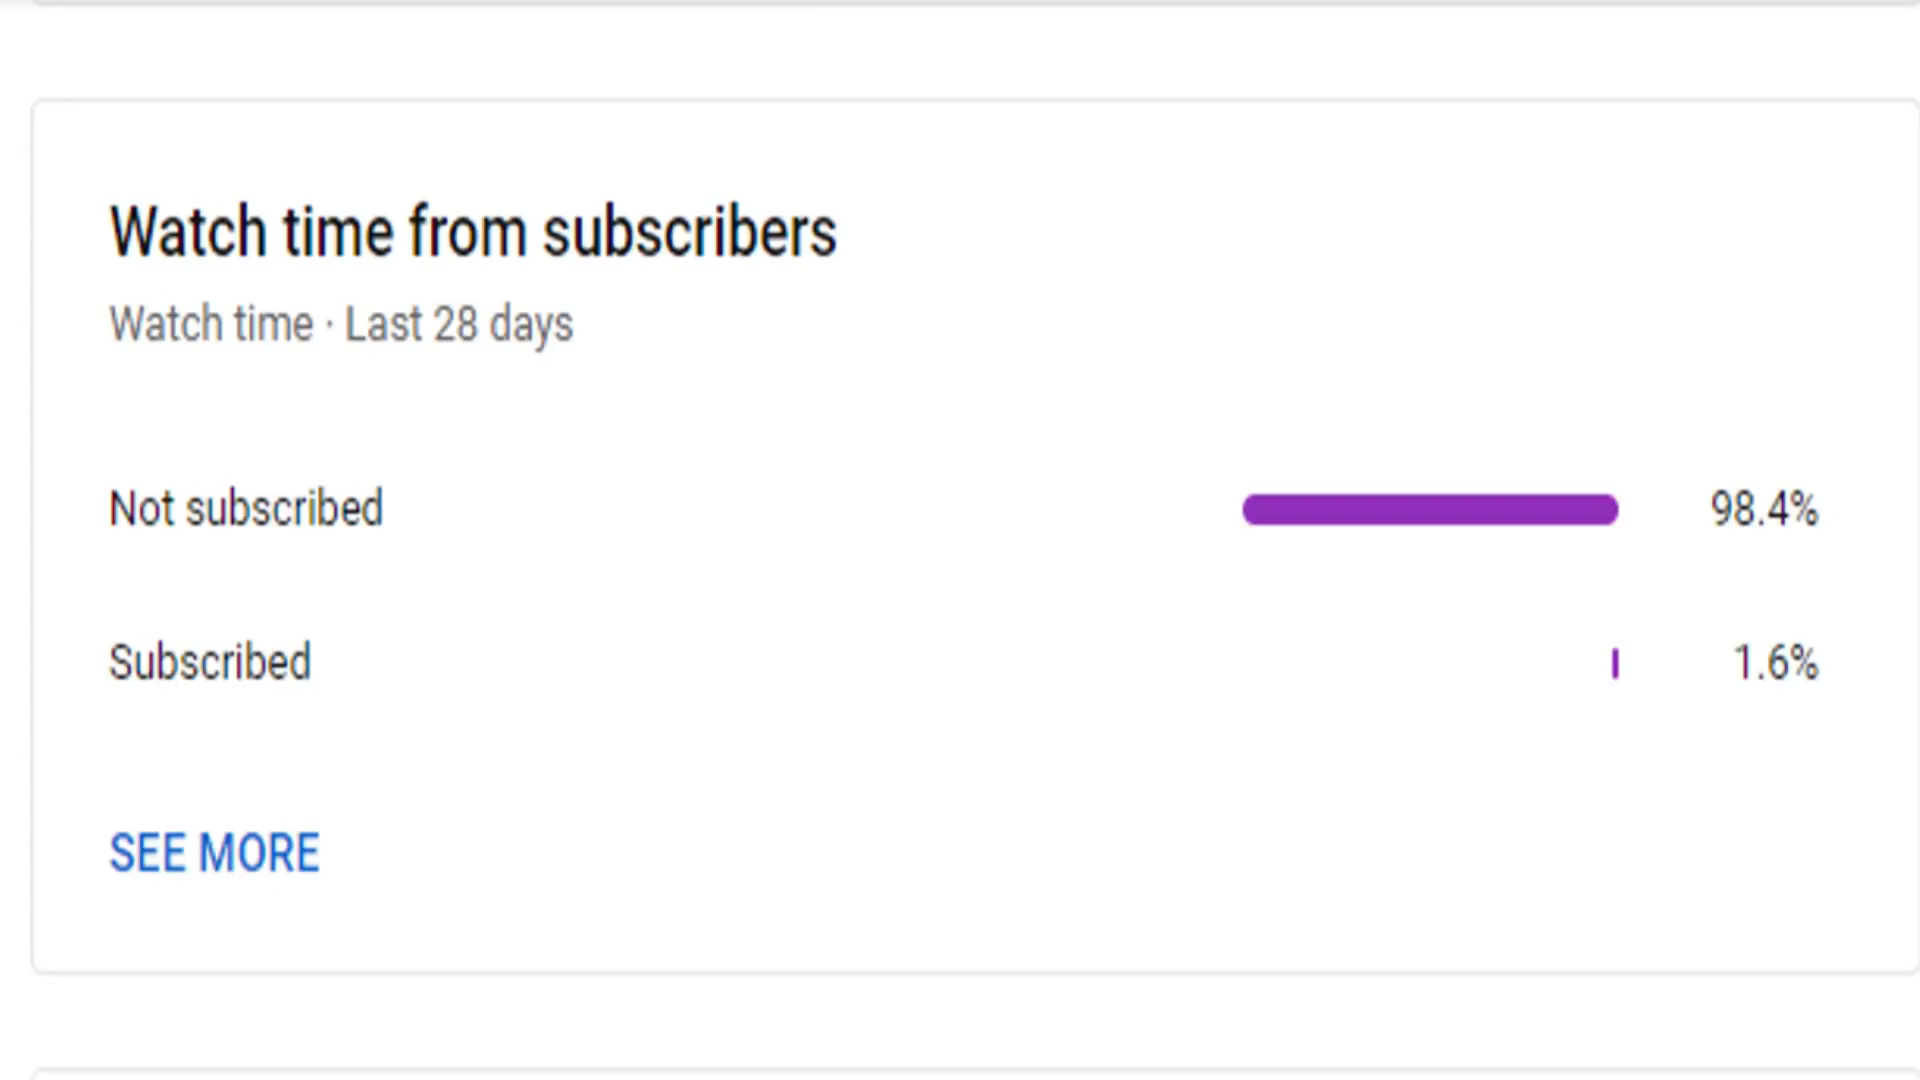 Watch time from subscribers
Watch time · Last 28 days
Not subscribed 98.4%
Subscribed 1.6%
SEE MORE